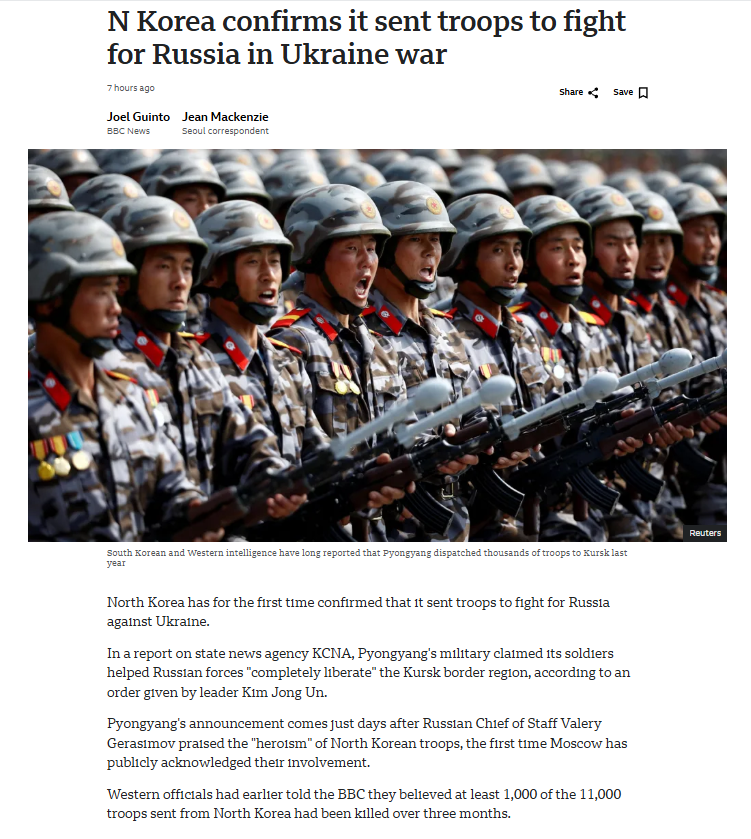 N Korea confirms it sent troops to fight
for Russia in Ukraine war
7 hours ago
Share Save
Joel Guinto Jean Mackenzie
BBC News Seoul correspondent
Reuters
South Korean and Western intelligence have long reported that Pyongyang dispatched thousands of troops to Kursk last
year
North Korea has for the first time confirmed that it sent troops to fight for Russia
against Ukraine.
In a report on state news agency KCNA, Pyongyang's military claimed its soldiers
helped Russian forces "completely liberate" the Kursk border region, according to an
order given by leader Kim Jong Un.
Pyongyang's announcement comes just days after Russian Chief of Staff Valery
Gerasimov praised the "heroism" of North Korean troops, the first time Moscow has
publicly acknowledged their involvement.
Western officials had earlier told the BBC they believed at least 1,000 of the 11,000
troops sent from North Korea had been killed over three months.